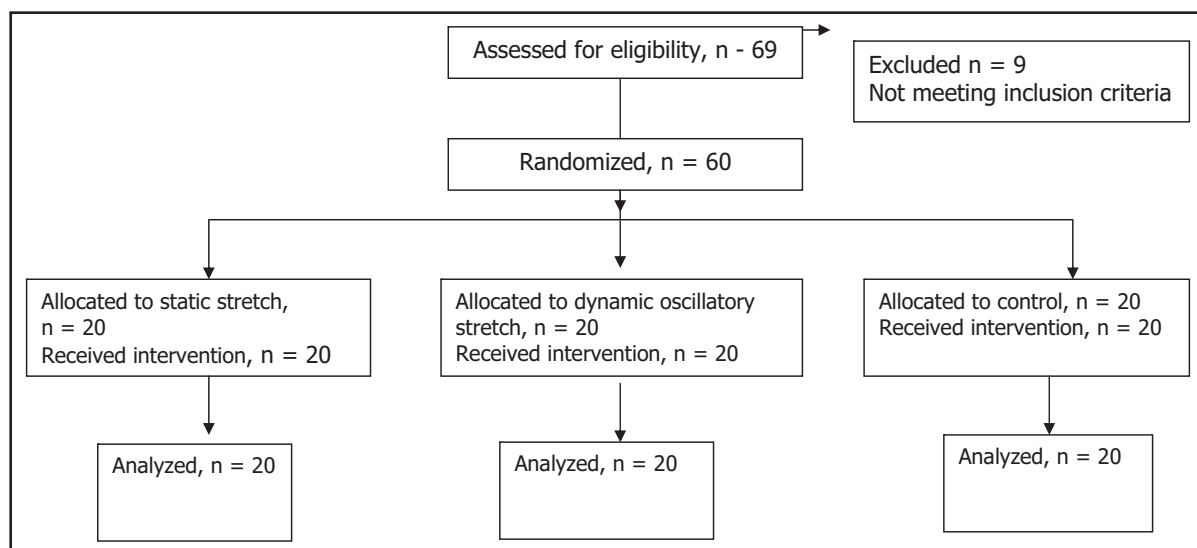 Assessed for eligibility, n - 69
Excluded n = 9
Not meeting inclusion criteria
Randomized, n = 60
Allocated to static stretch,
n = 20
Received intervention, n = 20
Allocated to dynamic oscillatory
stretch, n = 20
Received intervention, n = 20
Allocated to control, n = 20
Received intervention, n = 20
Analyzed, n = 20
Analyzed, n = 20
Analyzed, n = 20